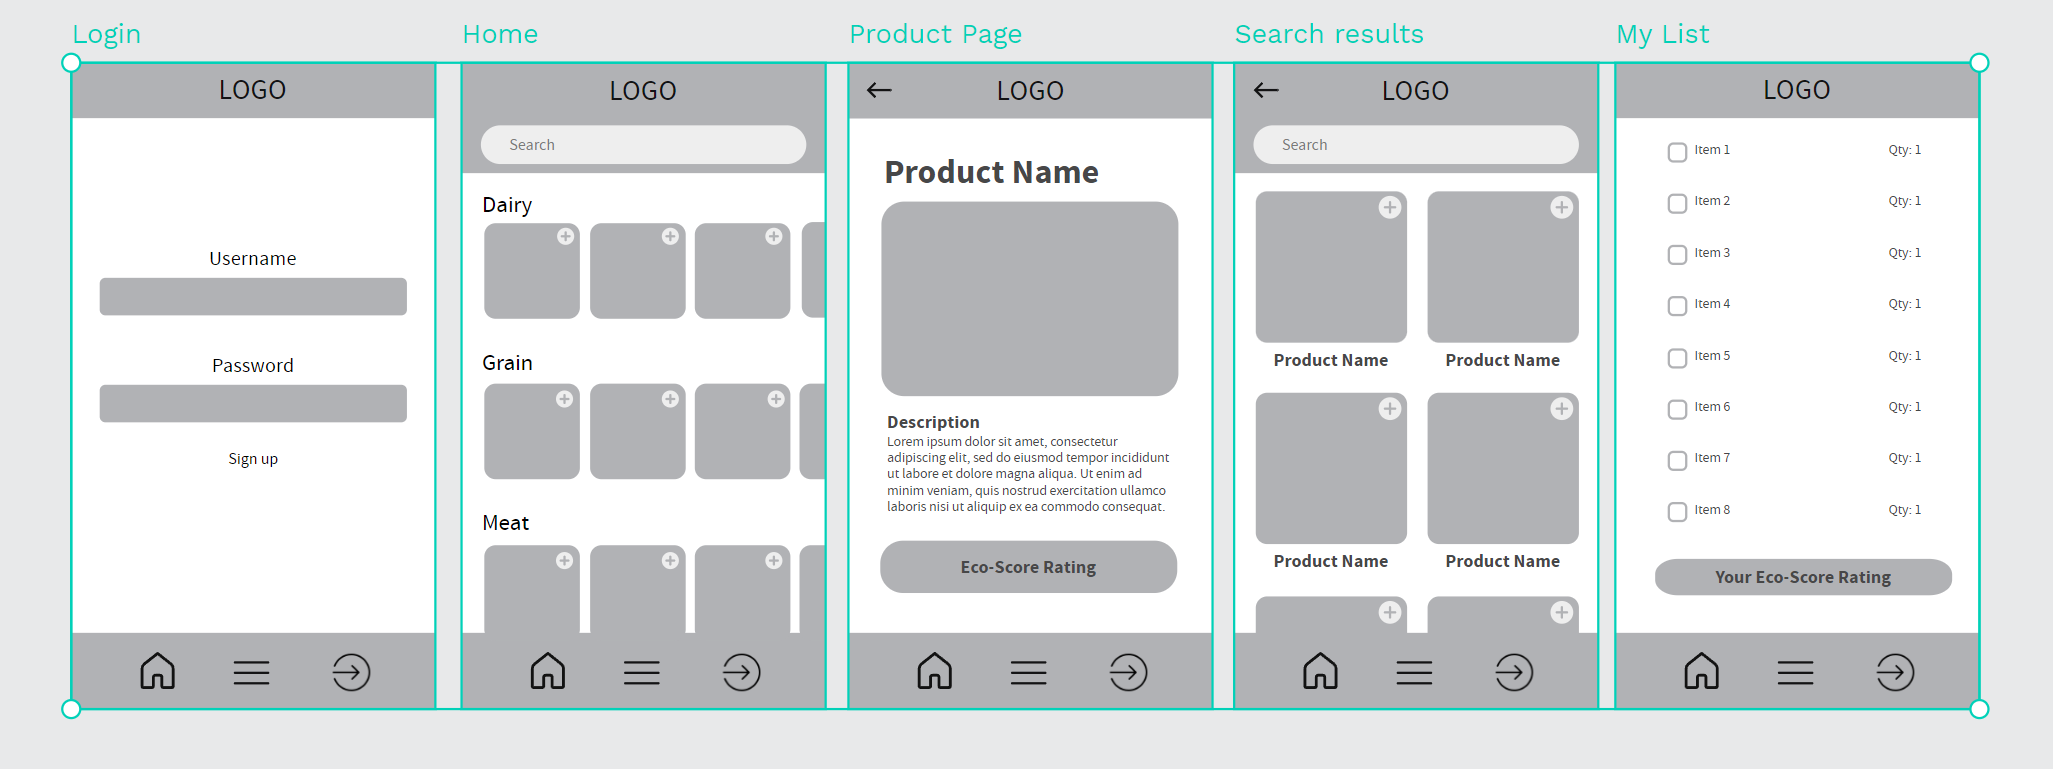 Login
LOGO
Username
Password
Sign up
Home
LOGO
Search
Dairy
Grain
Meat
Product Page
LOGO
Product Name
Description
Lorem ipsum dolor sit amet, consectetur
adipiscing elit, sed do eiusmod tempor incididunt
ut labore et dolore magna aliqua. Ut enim ad
minim veniam, quis nostrud exercitation ullamco
laboris nisi ut aliquip ex ea commodo consequat.
Eco-Score Rating
Search results
LOGO
Search
Product Name
Product Name
Product Name
Product Name
My List
LOGO
Item 1 Qty: 1
Item 2 Qty: 1
Item 3 Qty: 1
Item 4 Qty: 1
Item 5 Qty: 1
Item 6 Qty: 1
Item 7 Qty: 1
Item 8 Qty: 1
Your Eco-Score Rating